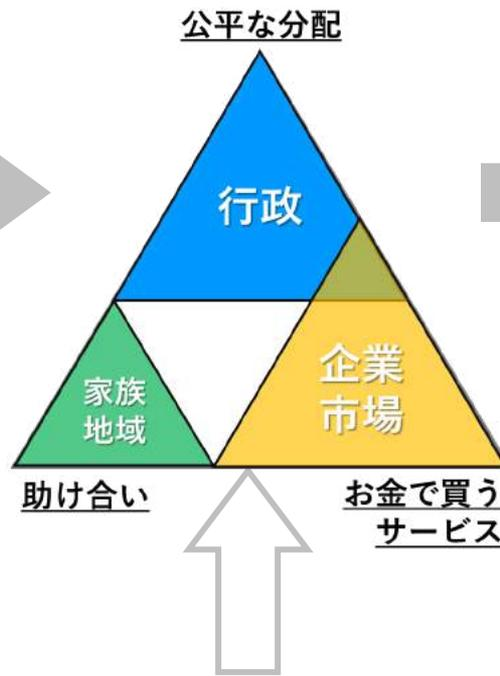 公平な分配
行政
企業
市場
家族
地域
助け合い
お金で買う
サービス